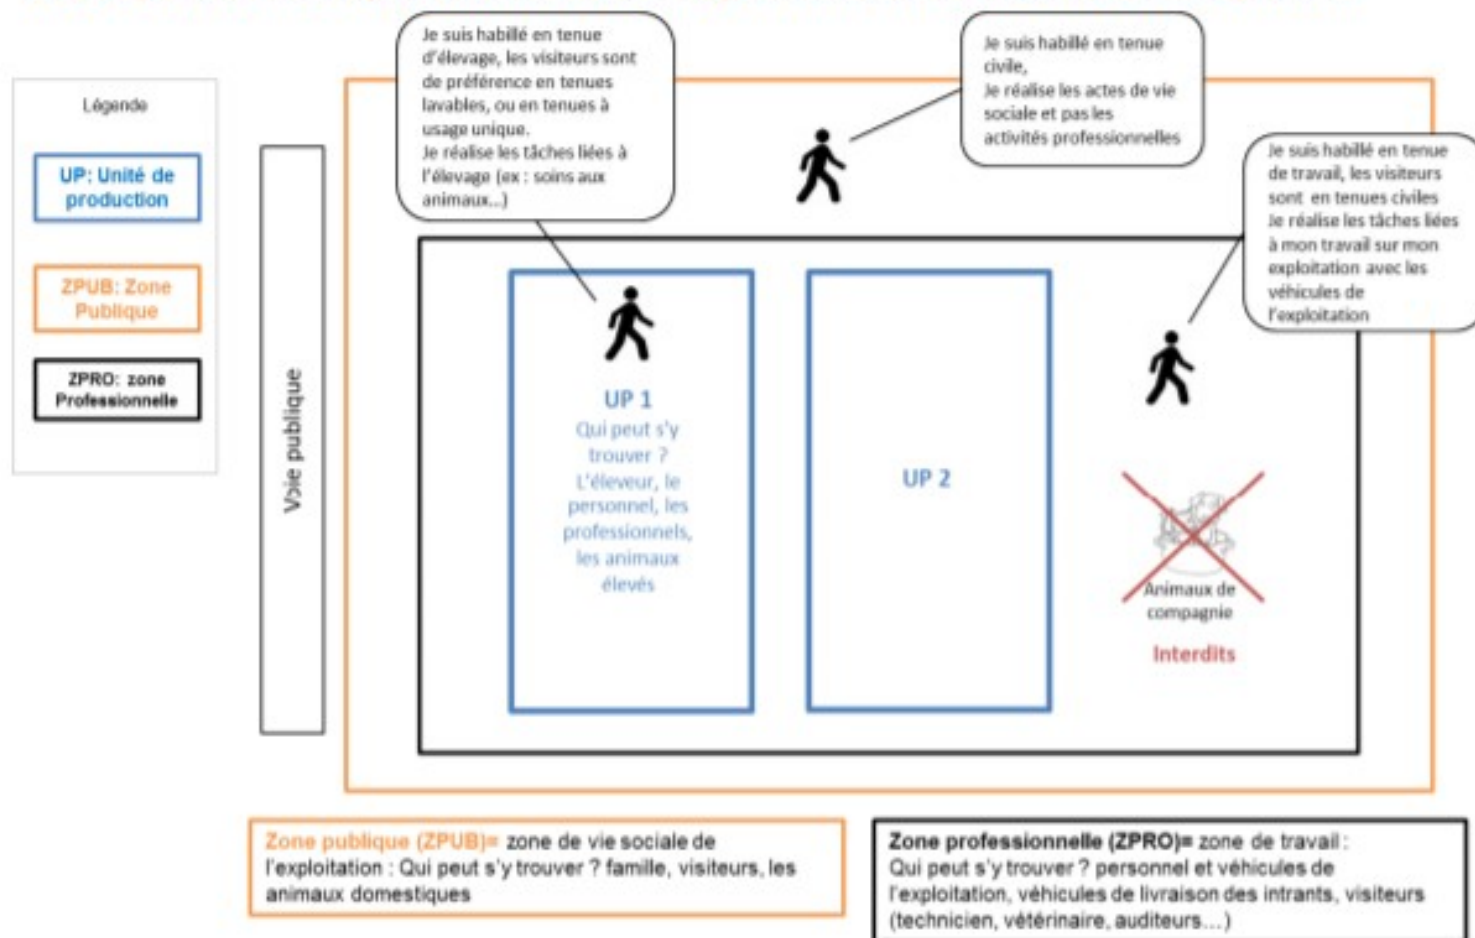 Légende
UP: Unité de
production
ZPUB: Zone
Publique
ZPRO: zone
Professionnelle
Voie publique
Je suis habillé en tenue
d'élevage, les visiteurs sont
de préférence en tenues
lavables, ou en tenues à
usage unique.
Je réalise les tâches liées à
l'élevage (ex : soins aux
animaux...)
Je suis habillé en tenue
civile,
Je réalise les actes de vie
sociale et pas les
activités professionnelles
Je suis habillé en tenue
de travail, les visiteurs
sont en tenues civiles
Je réalise les tâches liées
à mon travail sur mon
exploitation avec les
véhicules de
l'exploitation
UP 1
Qui peut s'y
trouver ?
L'éleveur, le
personnel, les
professionnels,
les animaux
élevés
UP 2
Animaux de
compagnie
Interdits
Zone publique (ZPUB)= zone de vie sociale de
l'exploitation : Qui peut s'y trouver ? famille, visiteurs, les
animaux domestiques
Zone professionnelle (ZPRO)= zone de travail :
Qui peut s'y trouver ? personnel et véhicules de
l'exploitation, véhicules de livraison des intrants, visiteurs
(technicien, vétérinaire, auditeurs...)